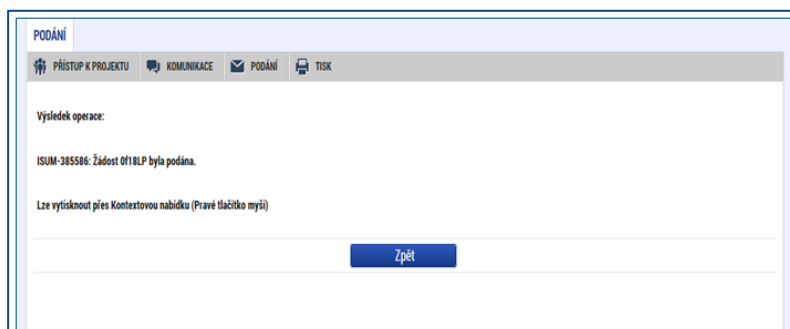 PODÁNÍ
PŘÍSTUP K PROJEKTU KOMUNIKACE PODÁNÍ TISK
Výsledek operace:
ISUM-385586: Žádost 0f18LP byla podána.
Lze vytisknout přes Kontextovou nabídku (Pravé tlačítko myši)
Zpět